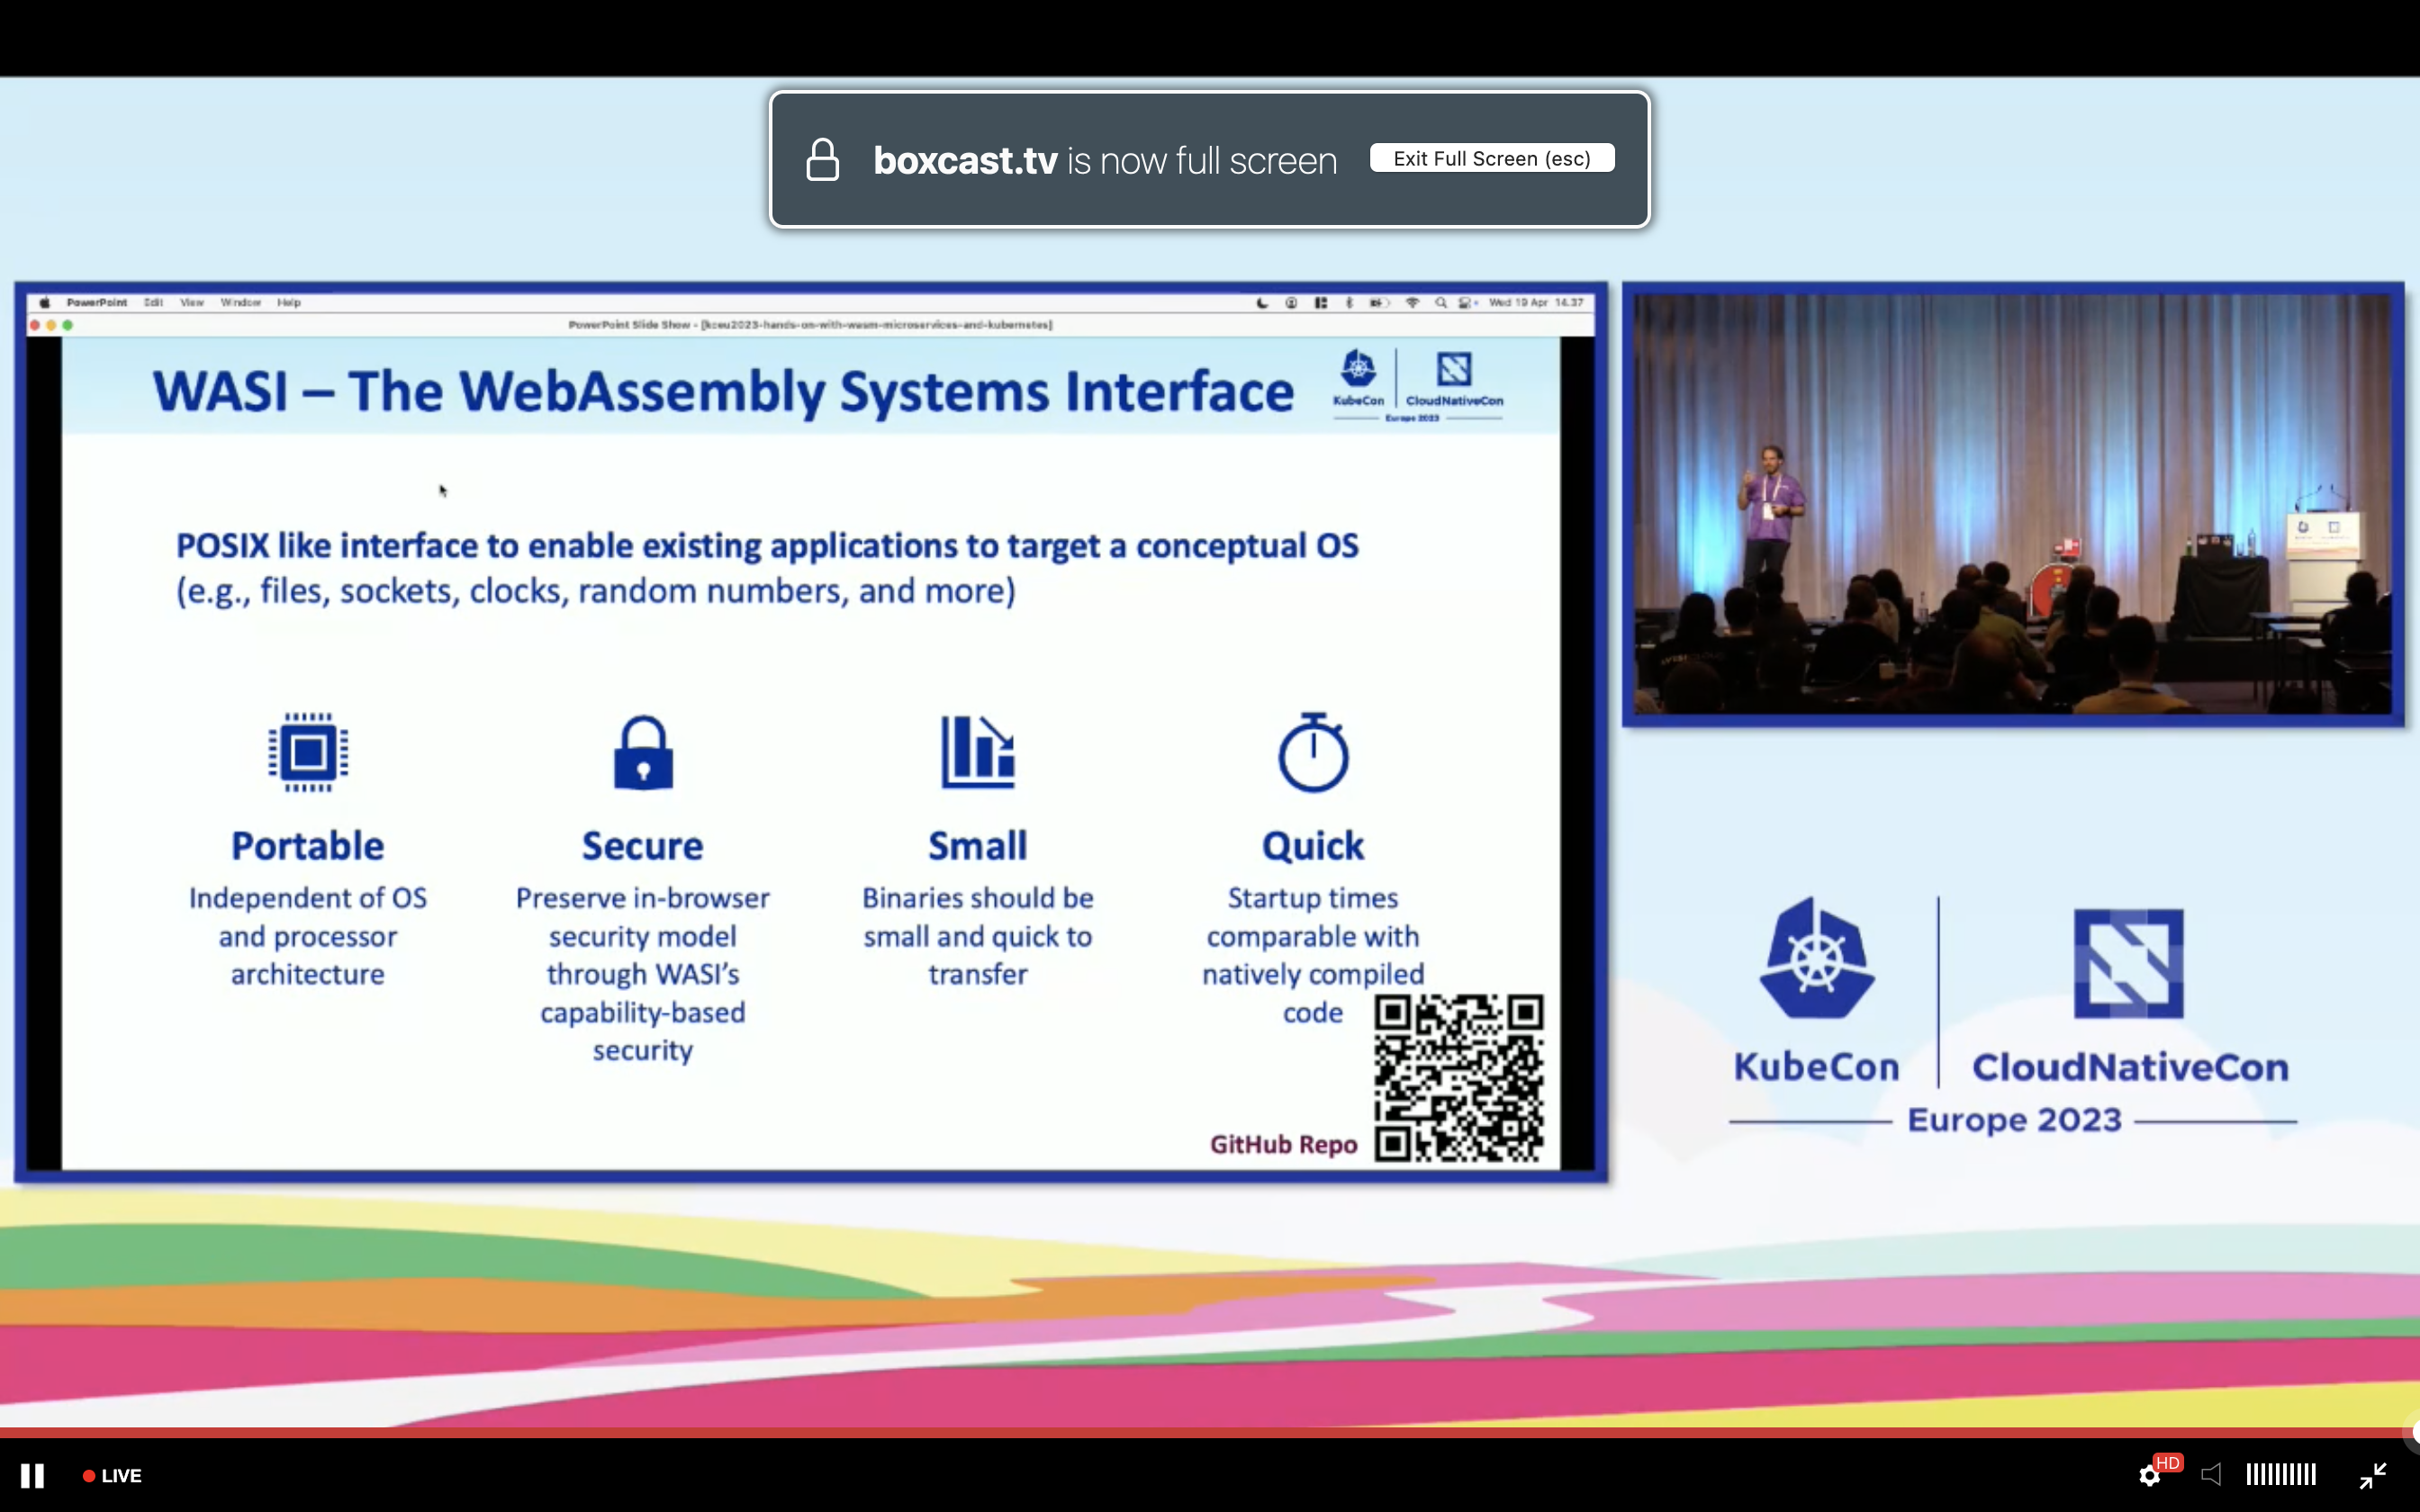 boxcast.tv is now full screen
Exit Full Screen (esc)
PowerPoint Edit View Window Help
Wed 19 Apr 14.37
PowerPoint Slide Show - [kceu2023-hands-on-with-wasm-microservices-and-kubernetes]
WASI – The WebAssembly Systems Interface
KubeCon CloudNativeCon
Europe 2023
POSIX like interface to enable existing applications to target a conceptual OS
(e.g., files, sockets, clocks, random numbers, and more)
Portable
Independent of OS
and processor
architecture
Secure
Preserve in-browser
security model
through WASI's
capability-based
security
Small
Binaries should be
small and quick to
transfer
Quick
Startup times
comparable with
natively compiled
code
GitHub Repo
KubeCon CloudNativeCon
Europe 2023
LIVE
HD